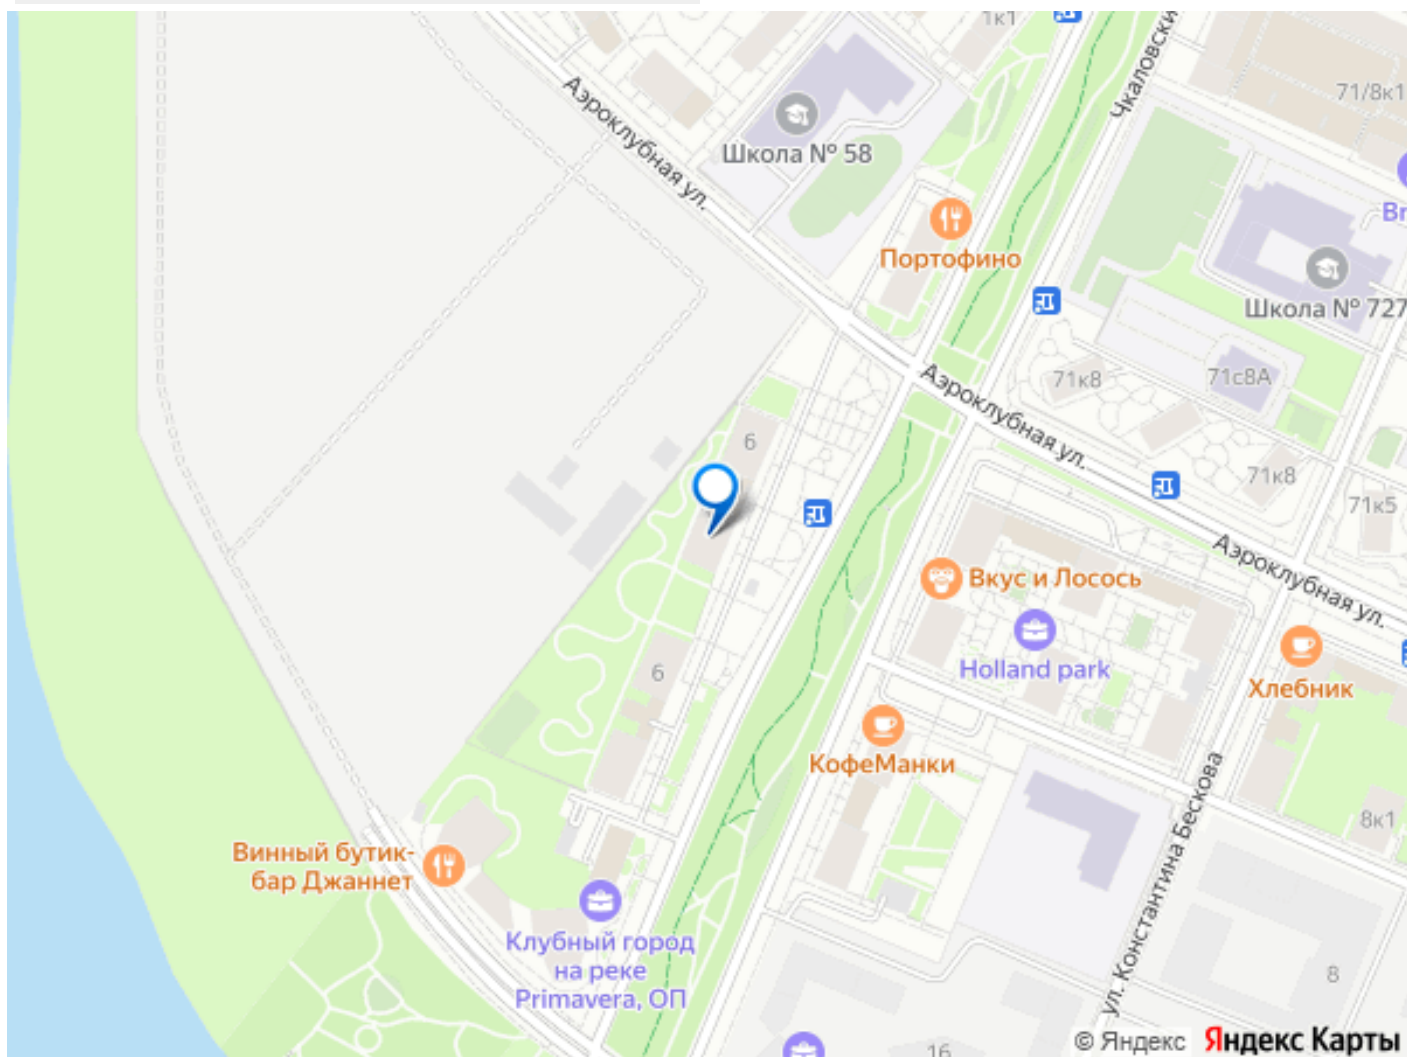 1к1
Чкаловски
71/8к1
Аэроклубная ул.
Школа № 58
Br
Портофино
Школа № 727
Аэроклубная ул.
71к8
71с8А
6
71к8
71к5
Аэроклубная ул.
Вкус и Лосось
Holland park
6
Хлебник
КофеМанки
ул. Константина Бескова
8к1
Винный бутик-
бар Джаннет
Клубный город
на реке
Primavera, ОП
8
16
© Яндекс Яндекс Карты